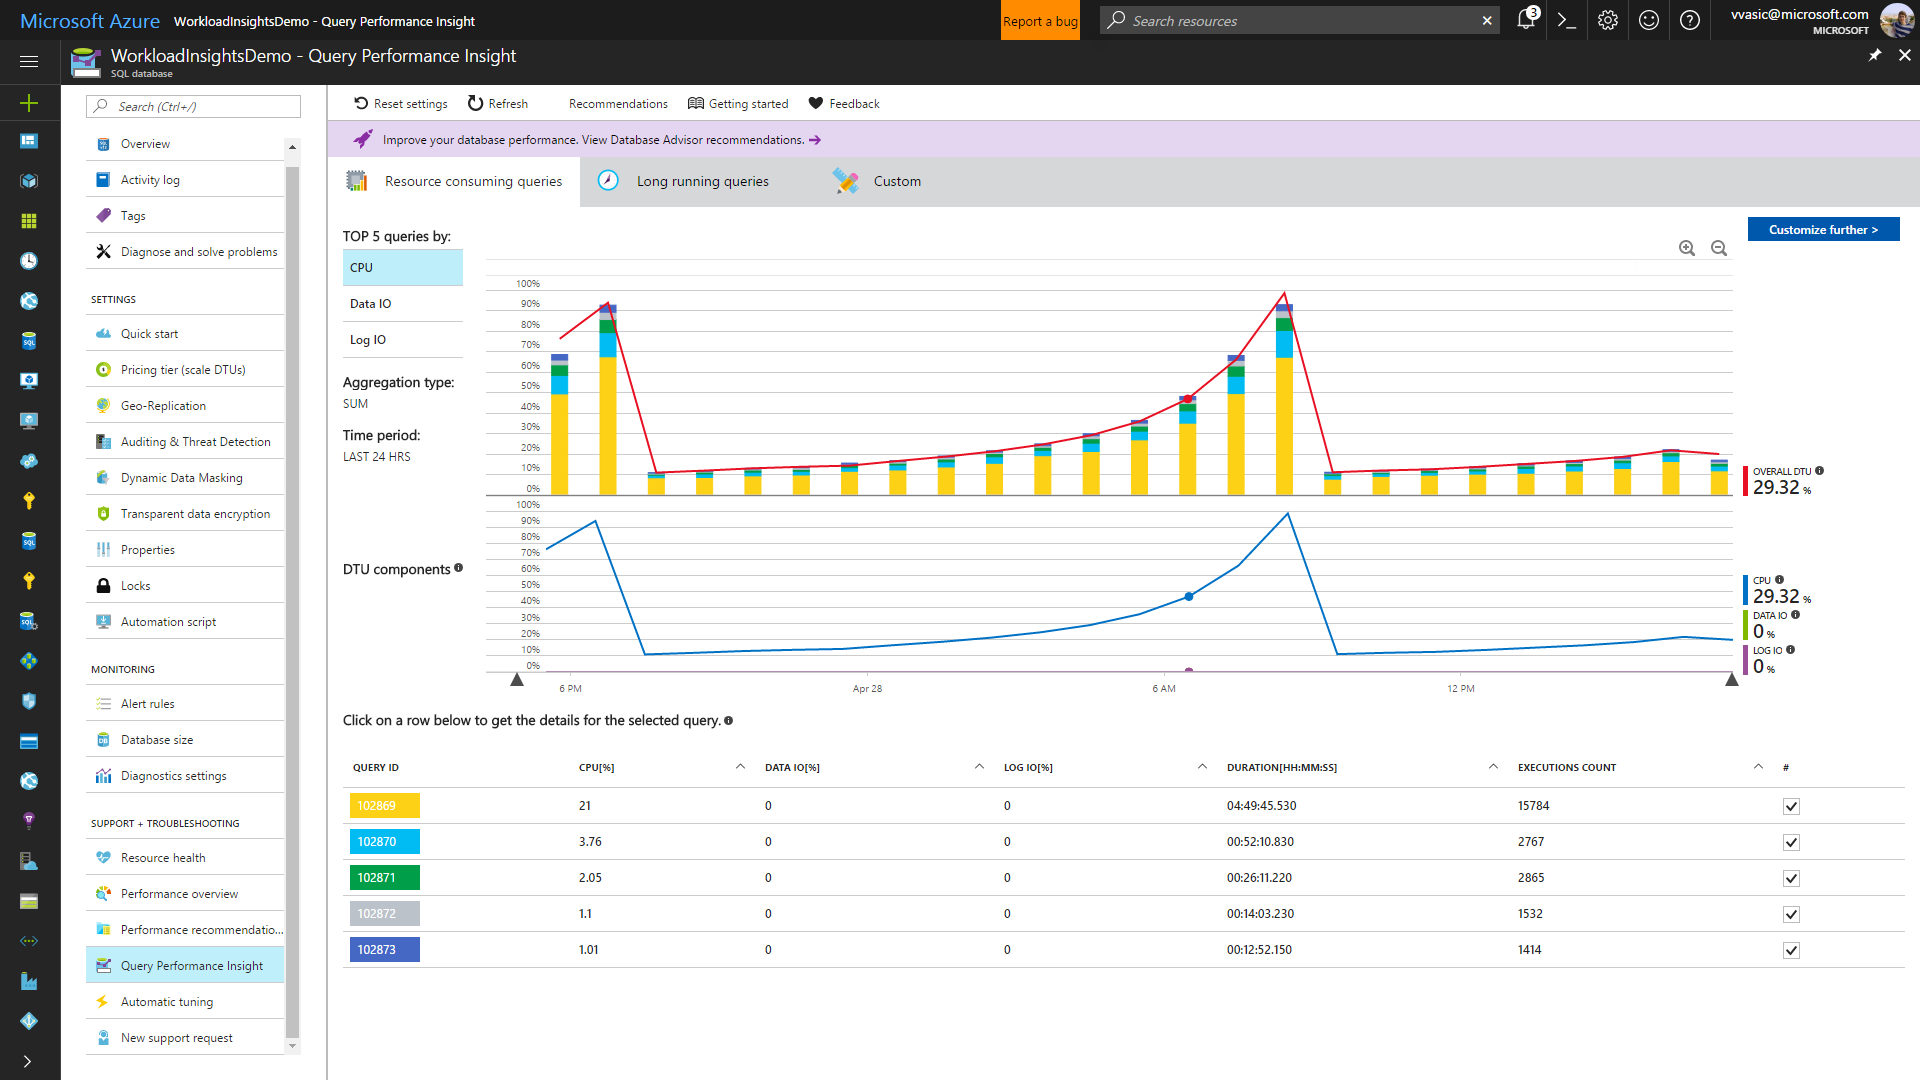 Microsoft Azure WorkloadInsightsDemo - Query Performance Insight
Report a bug
Search resources
3
vvasic@microsoft.com
MICROSOFT
WorkloadInsightsDemo - Query Performance Insight
SQL database
Search (Ctrl+/)
Overview
Activity log
Tags
Diagnose and solve problems
SETTINGS
Quick start
Pricing tier (scale DTUs)
Geo-Replication
Auditing & Threat Detection
Dynamic Data Masking
Transparent data encryption
Properties
Locks
Automation script
MONITORING
Alert rules
Database size
Diagnostics settings
SUPPORT + TROUBLESHOOTING
Resource health
Performance overview
Performance recommendatio...
Query Performance Insight
Automatic tuning
New support request
Reset settings Refresh Recommendations Getting started Feedback
Improve your database performance. View Database Advisor recommendations.
Resource consuming queries Long running queries Custom
Customize further >
TOP 5 queries by:
CPU
Data IO
Log IO
Aggregation type:
SUM
Time period:
LAST 24 HRS
100%
90%
80%
70%
60%
50%
40%
30%
20%
10%
0%
OVERALL DTU
29.32 %
DTU components
100%
90%
80%
70%
60%
50%
40%
30%
20%
10%
0%
6 PM Apr 28 6 AM 12 PM
CPU
29.32 %
DATA IO
0 %
LOG IO
0 %
Click on a row below to get the details for the selected query.
QUERY ID CPU[%] DATA IO[%] LOG IO[%] DURATION[HH:MM:SS] EXECUTIONS COUNT #
102869 21 0 0 04:49:45.530 15784
102870 3.76 0 0 00:52:10.830 2767
102871 2.05 0 0 00:26:11.220 2865
102872 1.1 0 0 00:14:03.230 1532
102873 1.01 0 0 00:12:52.150 1414